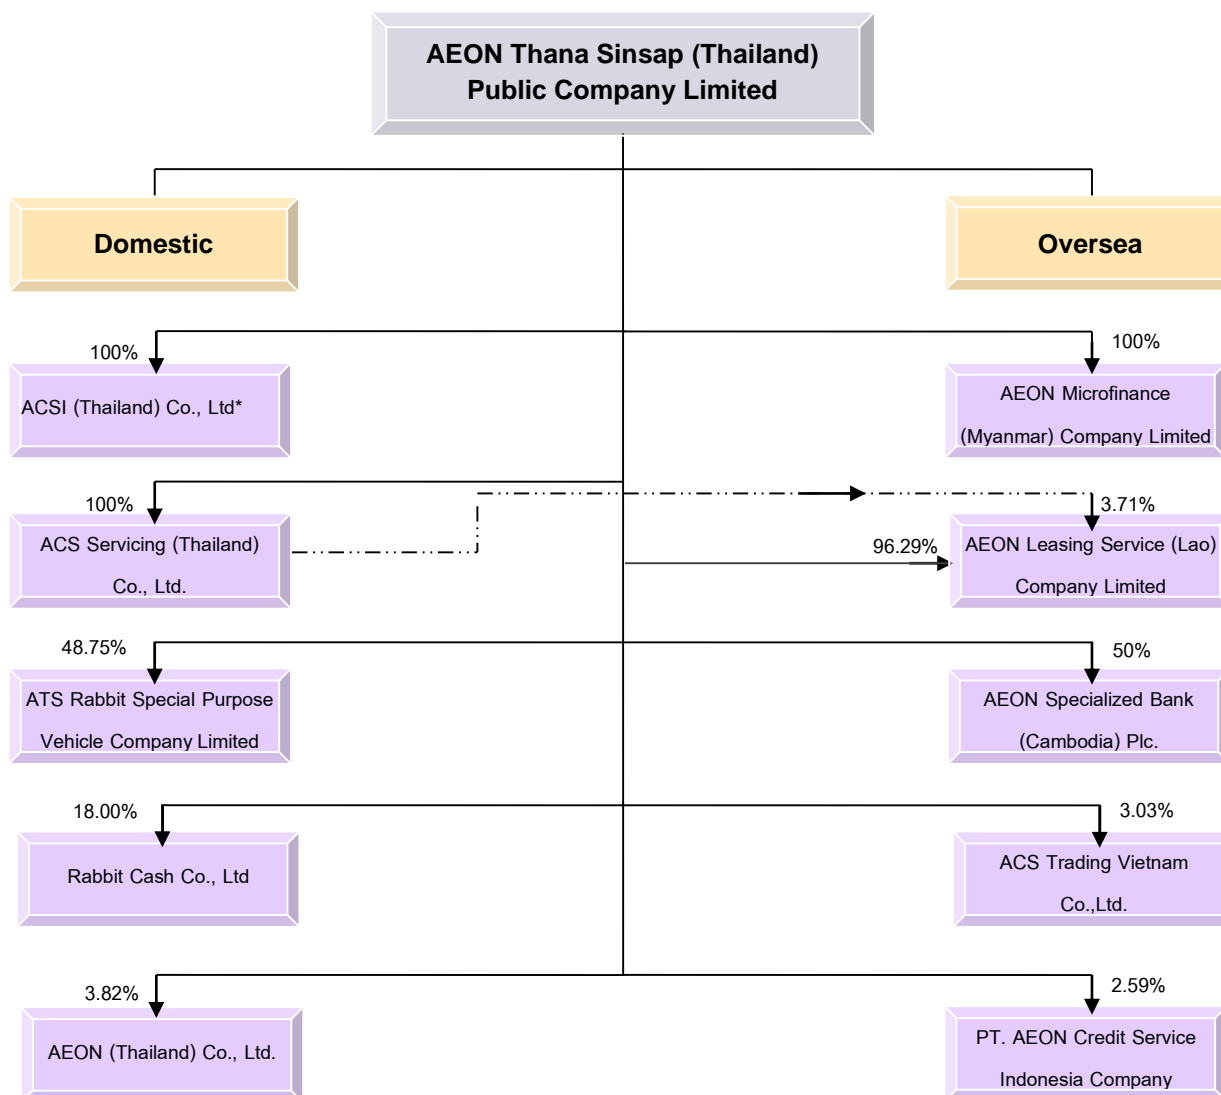 AEON Thana Sinsap (Thailand)
Public Company Limited
Domestic
Oversea
100%
100%
ACSI (Thailand) Co., Ltd*
AEON Microfinance
(Myanmar) Company Limited
100%
3.71%
ACS Servicing (Thailand)
Co., Ltd.
96.29%
AEON Leasing Service (Lao)
Company Limited
48.75%
50%
ATS Rabbit Special Purpose
Vehicle Company Limited
AEON Specialized Bank
(Cambodia) Plc.
18.00%
3.03%
Rabbit Cash Co., Ltd
ACS Trading Vietnam
Co.,Ltd.
3.82%
2.59%
AEON (Thailand) Co., Ltd.
PT. AEON Credit Service
Indonesia Company